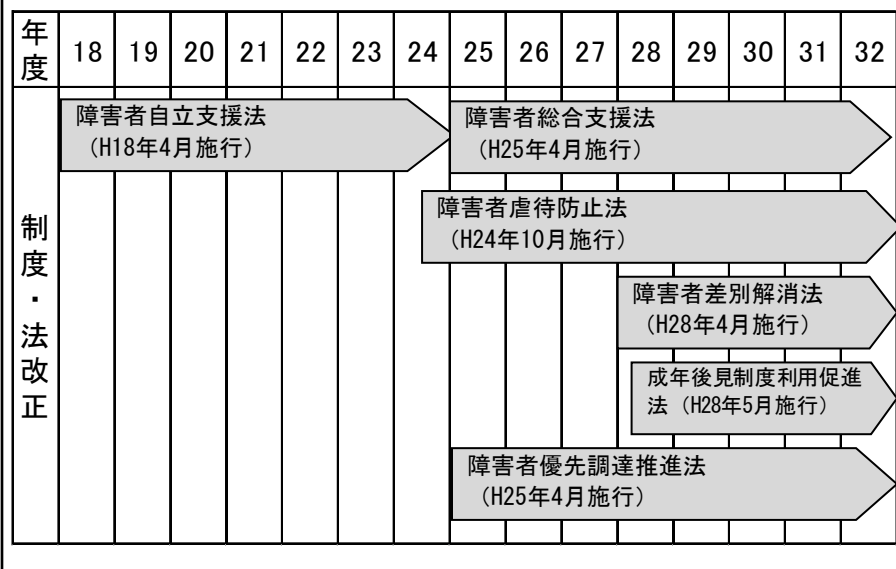 年度 18 19 20 21 22 23 24 25 26 27 28 29 30 31 32
制度・法改正
障害者自立支援法
（H18年4月施行）
障害者総合支援法
（H25年4月施行）
障害者虐待防止法
（H24年10月施行）
障害者差別解消法
（H28年4月施行）
成年後見制度利用促進
法（H28年5月施行）
障害者優先調達推進法
（H25年4月施行）